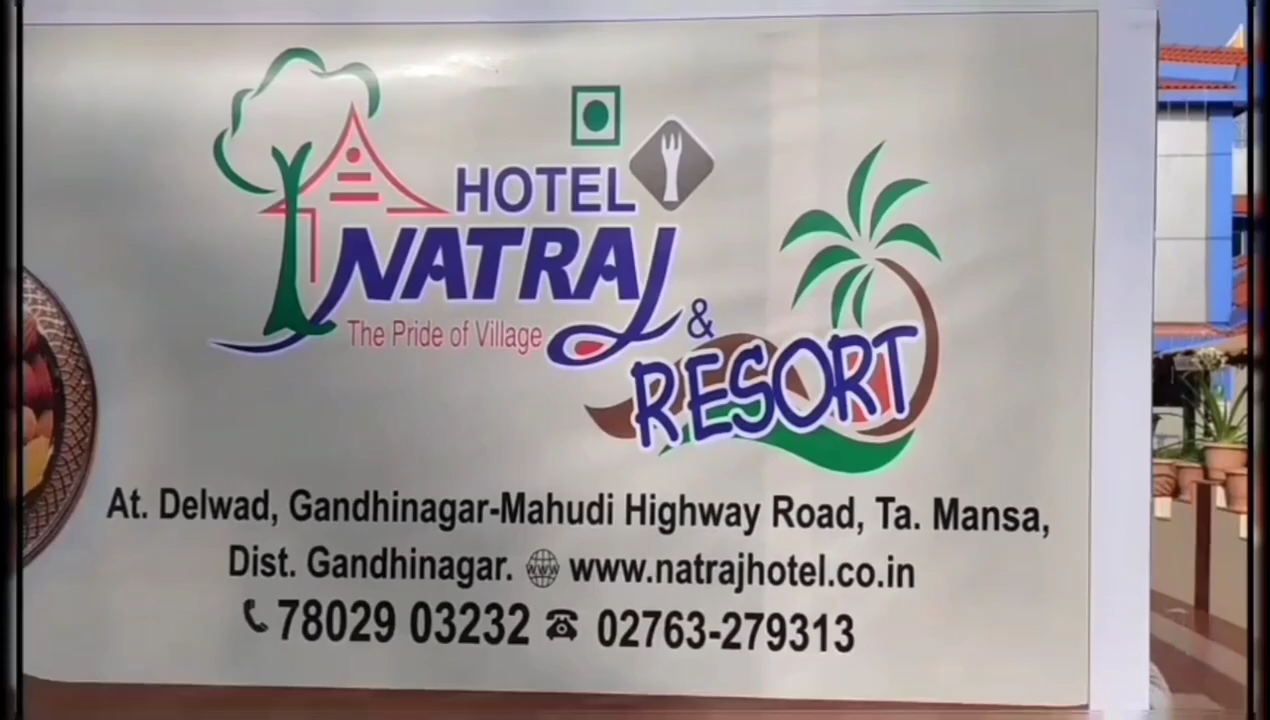 HOTEL
NATRAJ
The Pride of Village
&
RESORT
At. Delwad, Gandhinagar-Mahudi Highway Road, Ta. Mansa,
Dist. Gandhinagar. www www.natrajhotel.co.in
78029 03232 02763-279313